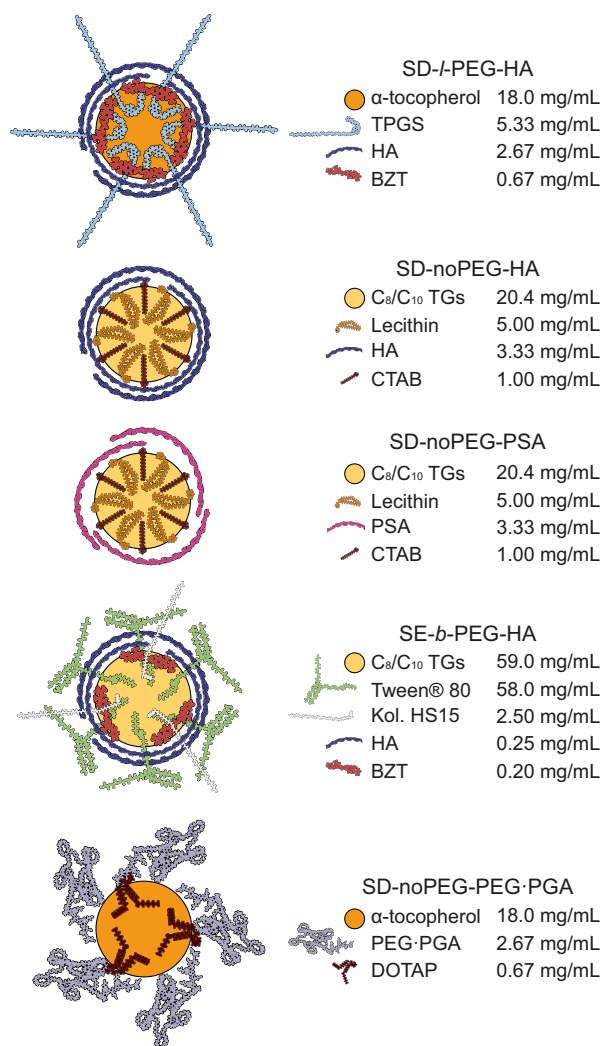 SD-l-PEG-HA
α-tocopherol 18.0 mg/mL
TPGS 5.33 mg/mL
HA 2.67 mg/mL
BZT 0.67 mg/mL
SD-noPEG-HA
C₈/C₁₀ TGs 20.4 mg/mL
Lecithin 5.00 mg/mL
HA 3.33 mg/mL
CTAB 1.00 mg/mL
SD-noPEG-PSA
C₈/C₁₀ TGs 20.4 mg/mL
Lecithin 5.00 mg/mL
PSA 3.33 mg/mL
CTAB 1.00 mg/mL
SE-b-PEG-HA
C₈/C₁₀ TGs 59.0 mg/mL
Tween® 80 58.0 mg/mL
Kol. HS15 2.50 mg/mL
HA 0.25 mg/mL
BZT 0.20 mg/mL
SD-noPEG-PEG·PGA
α-tocopherol 18.0 mg/mL
PEG·PGA 2.67 mg/mL
DOTAP 0.67 mg/mL